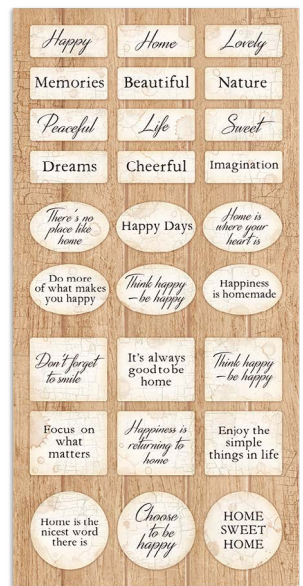 Happy
Home
Lovely
Memories
Beautiful
Nature
Peaceful
Life
Sweet
Dreams
Cheerful
Imagination
There's no
place like
home
Happy Days
Home is
where your
heart is
Do more
of what makes
you happy
Think happy
– be happy
Happiness
is homemade
Don't forget
to smile
It's always
good to be
home
Think happy
– be happy
Focus on
what
matters
Happiness is
returning to
home
Enjoy the
simple
things in life
Home is the
nicest word
there is
Choose
to be
happy
HOME
SWEET
HOME